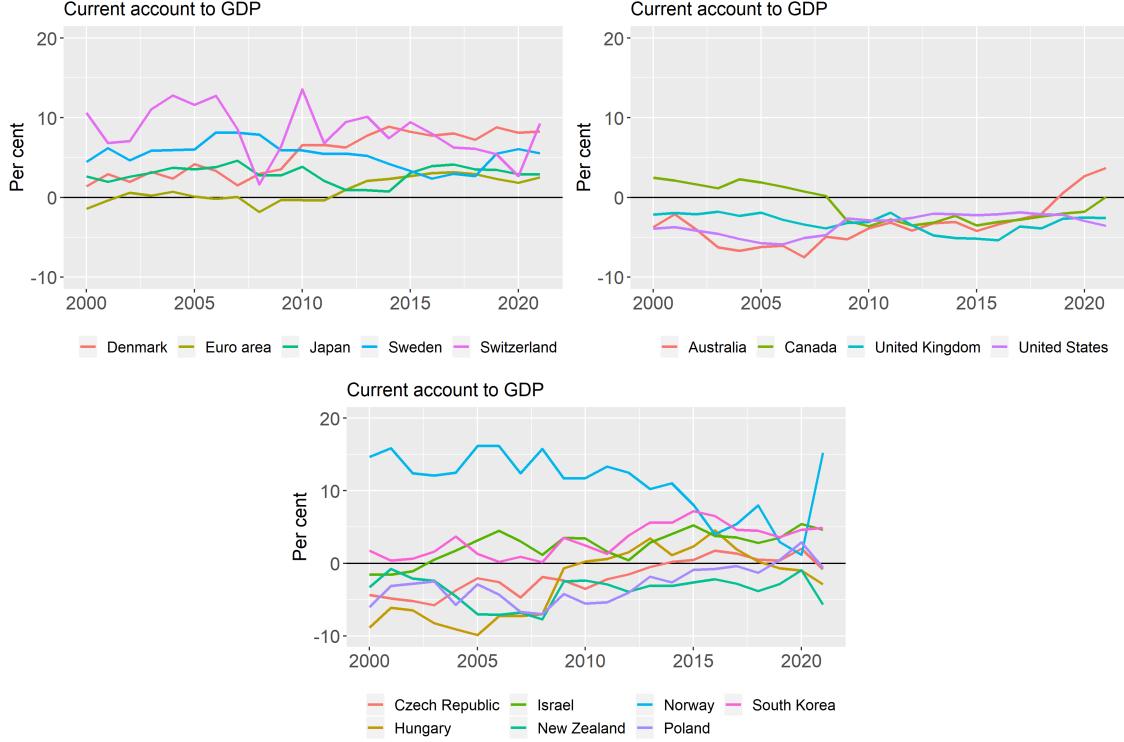 Current account to GDP
Per cent
20
10
0
-10
2000 2005 2010 2015 2020
Denmark Euro area Japan Sweden Switzerland
Current account to GDP
Per cent
20
10
0
-10
2000 2005 2010 2015 2020
Australia Canada United Kingdom United States
Current account to GDP
Per cent
20
10
0
-10
2000 2005 2010 2015 2020
Czech Republic Israel Norway South Korea
Hungary New Zealand Poland